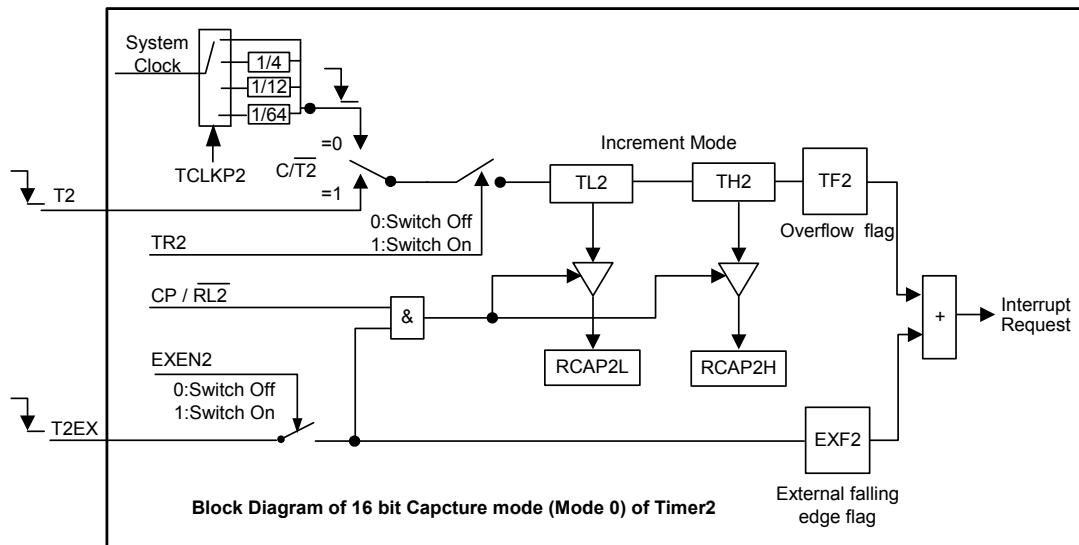 System
Clock
1/4
1/12
1/64
TCLKP2
=0
C/T2
=1
T2
Increment Mode
TL2
TH2
TF2
Overflow flag
0:Switch Off
1:Switch On
TR2
CP / RL2
&
+
Interrupt
Request
RCAP2L
RCAP2H
EXEN2
0:Switch Off
1:Switch On
T2EX
EXF2
External falling
edge flag
Block Diagram of 16 bit Capcture mode (Mode 0) of Timer2